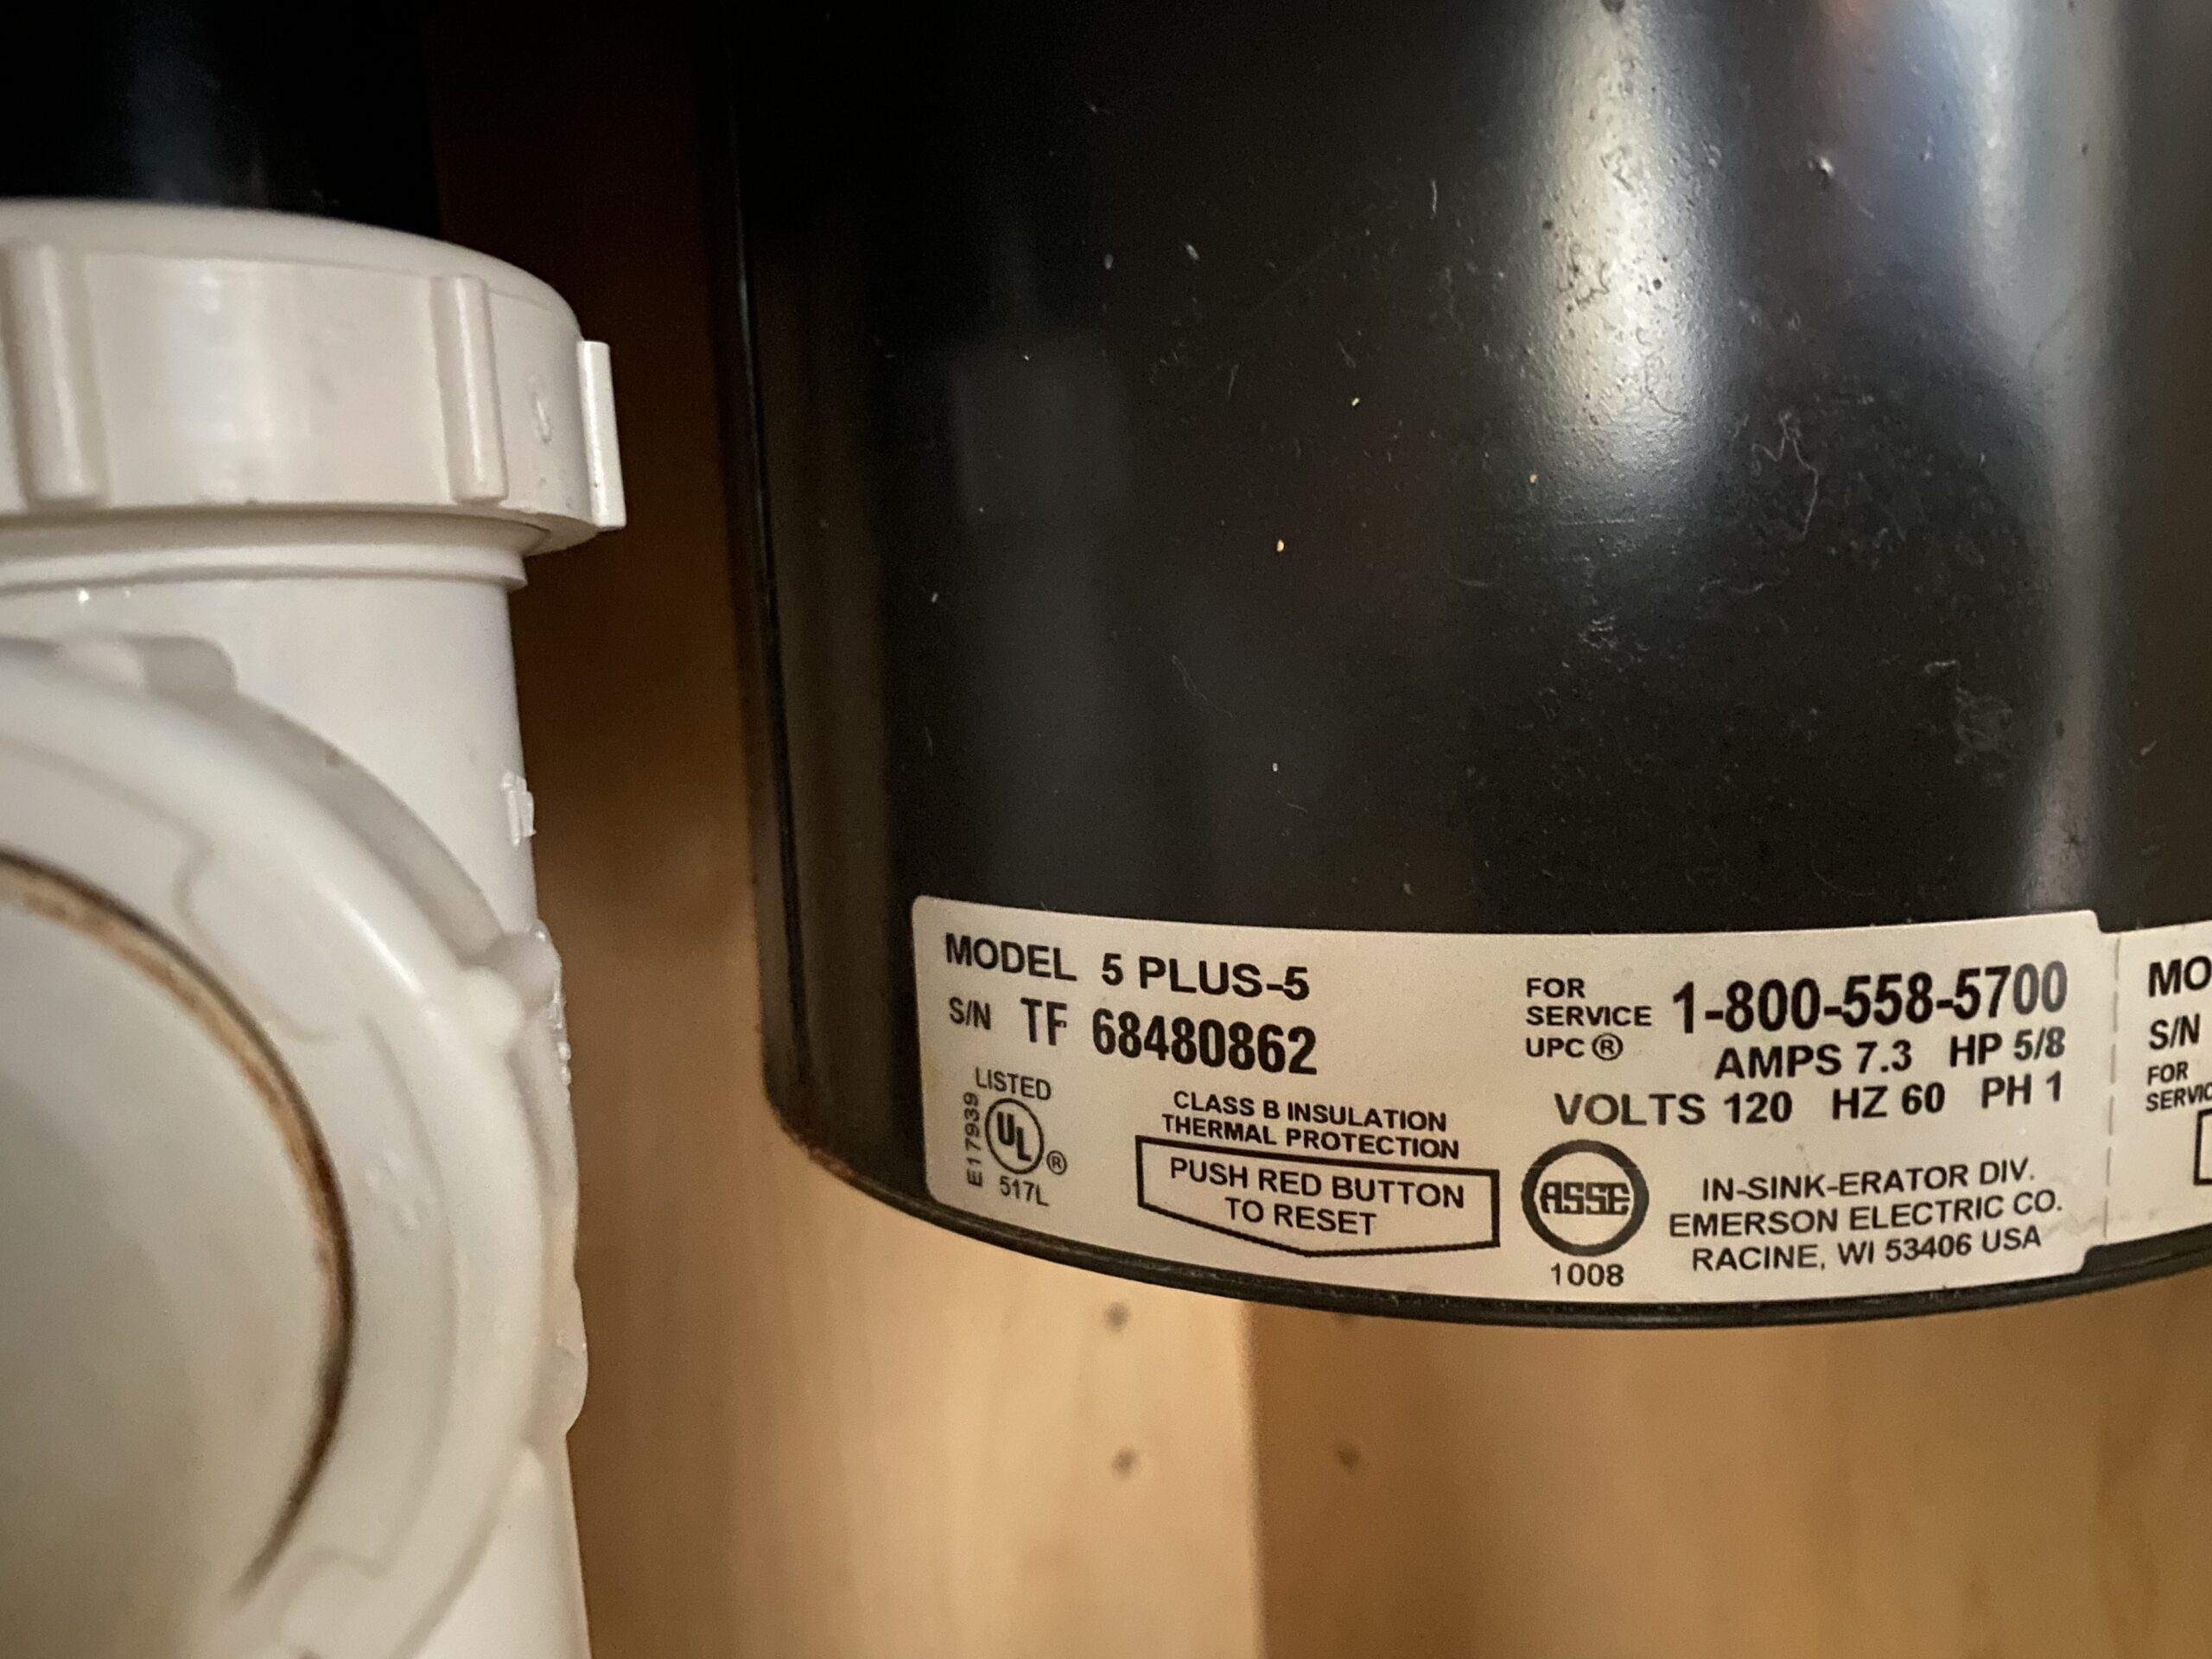 MODEL 5 PLUS-5
S/N TF 68480862
LISTED
UL ®
E17939
517L
CLASS B INSULATION
THERMAL PROTECTION
PUSH RED BUTTON
TO RESET
FOR
SERVICE 1-800-558-5700
UPC ®
AMPS 7.3 HP 5/8
VOLTS 120 HZ 60 PH 1
ASSE
1008
IN-SINK-ERATOR DIV.
EMERSON ELECTRIC CO.
RACINE, WI 53406 USA
MO
S/N
FOR
SERVIC